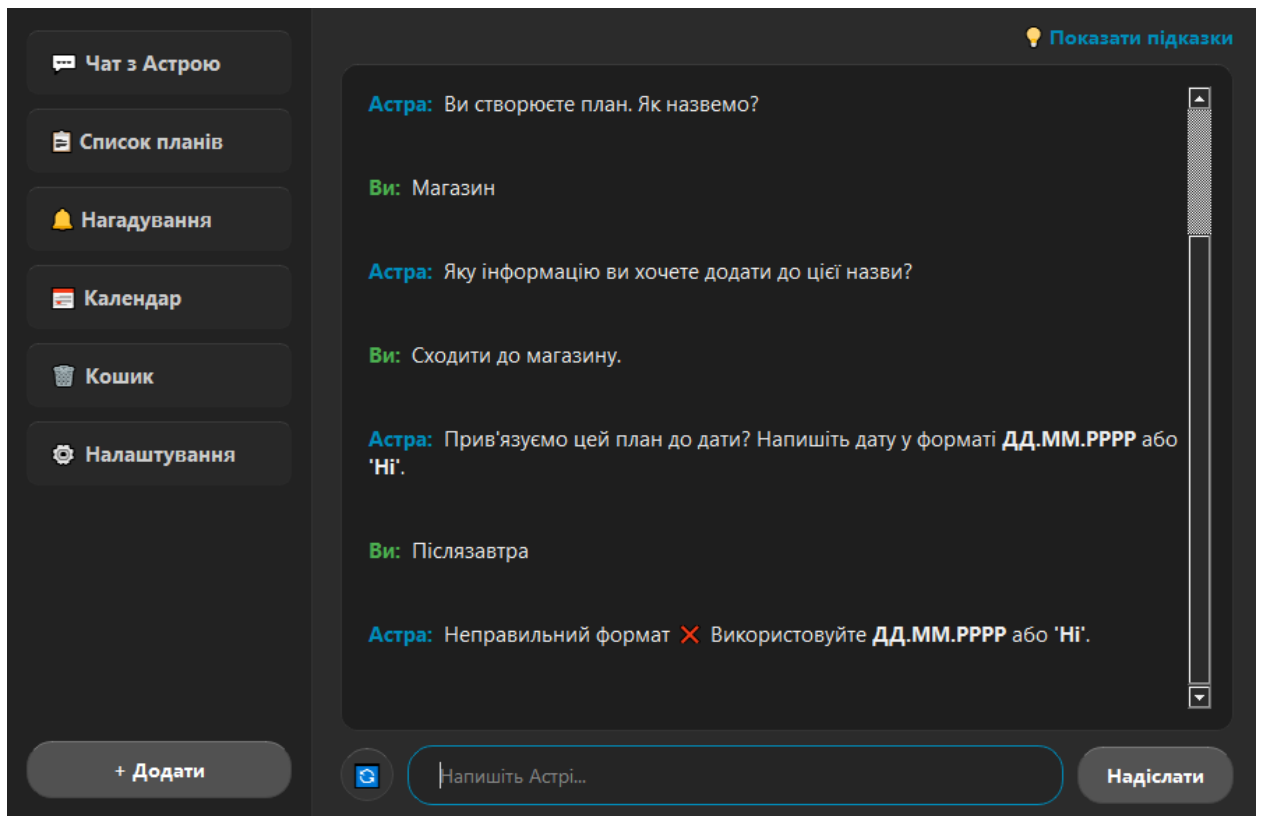 💬 Чат з Астрою
📋 Список планів
🔔 Нагадування
📅 Календар
🗑️ Кошик
⚙️ Налаштування
+ Додати
💡 Показати підказки
Астра: Ви створюєте план. Як назвемо?
Ви: Магазин
Астра: Яку інформацію ви хочете додати до цієї назви?
Ви: Сходити до магазину.
Астра: Прив'язуємо цей план до дати? Напишіть дату у форматі ДД.ММ.РРРР або
'Ні'.
Ви: Післязавтра
Астра: Неправильний формат ❌ Використовуйте ДД.ММ.РРРР або 'Ні'.
Напишіть Астрі...
Надіслати